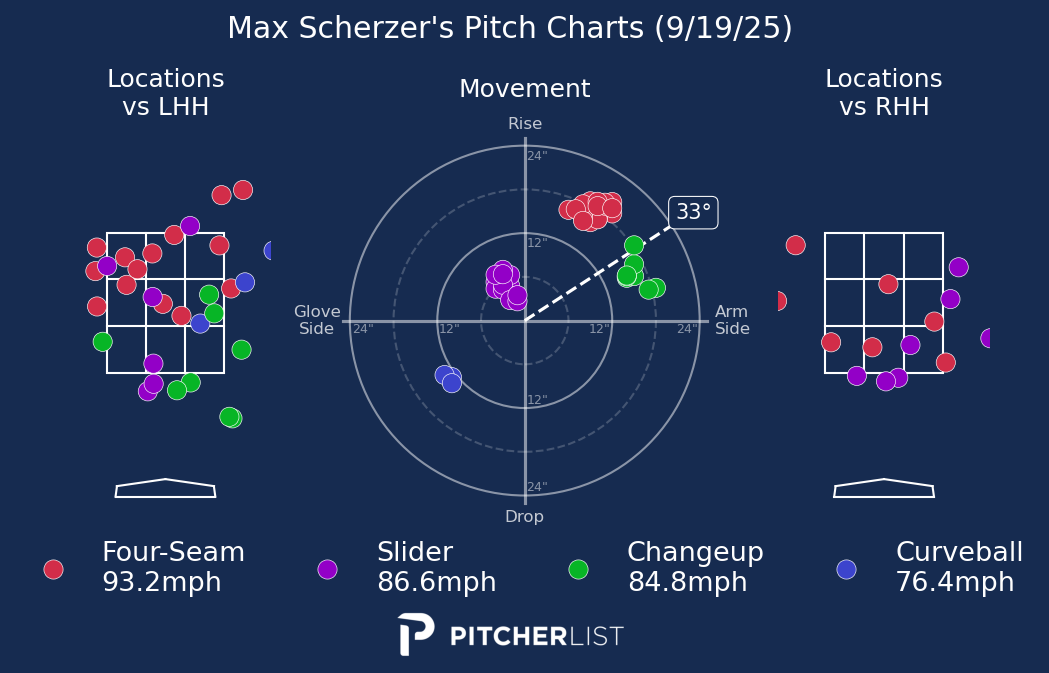 Max Scherzer's Pitch Charts (9/19/25)
Locations
vs LHH
Movement
Locations
vs RHH
Rise
24"
33°
12"
Glove
Side
24"
12"
12"
24"
Arm
Side
12"
24"
Drop
Four-Seam
93.2mph
Slider
86.6mph
Changeup
84.8mph
Curveball
76.4mph
PITCHERLIST